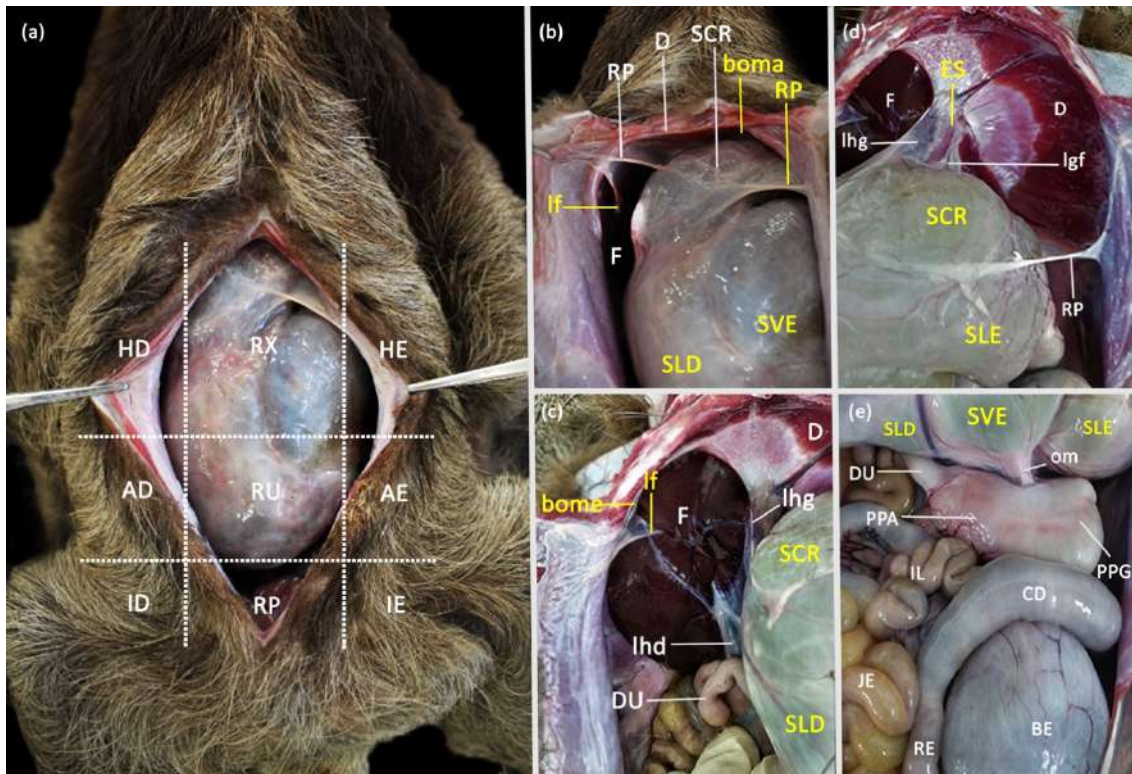 (a)
HD
RX
HE
AD
RU
AE
ID
RP
IE
(b)
RP
D
SCR
boma
RP
lf
F
SVE
SLD
(c)
D
bome
lf
F
lhg
SCR
lhd
DU
SLD
(d)
ES
F
D
lhg
lgf
SCR
RP
SLE
(e)
SLD
SVE
SLE
DU
om
PPA
IL
PPG
CD
JE
RE
BE